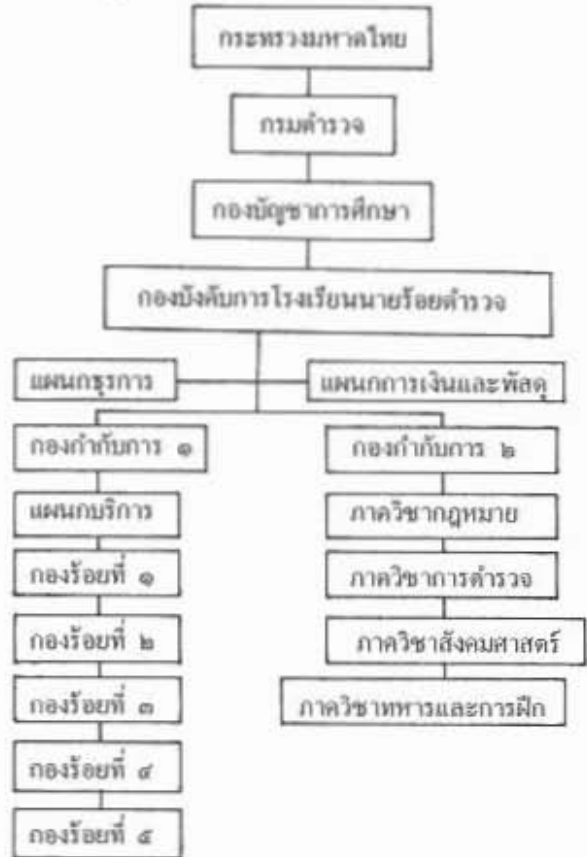 กระทรวงมหาดไทย
กรมตำรวจ
กองบัญชาการศึกษา
กองบังคับการโรงเรียนนายร้อยตำรวจ
แผนกธุรการ
แผนกการเงินและพัสดุ
กองกำกับการ ๑
กองกำกับการ ๒
แผนกบริการ
ภาควิชากฎหมาย
กองร้อยที่ ๑
ภาควิชาการตำรวจ
กองร้อยที่ ๒
ภาควิชาสังคมศาสตร์
กองร้อยที่ ๓
ภาควิชาทหารและการฝึก
กองร้อยที่ ๔
กองร้อยที่ ๕